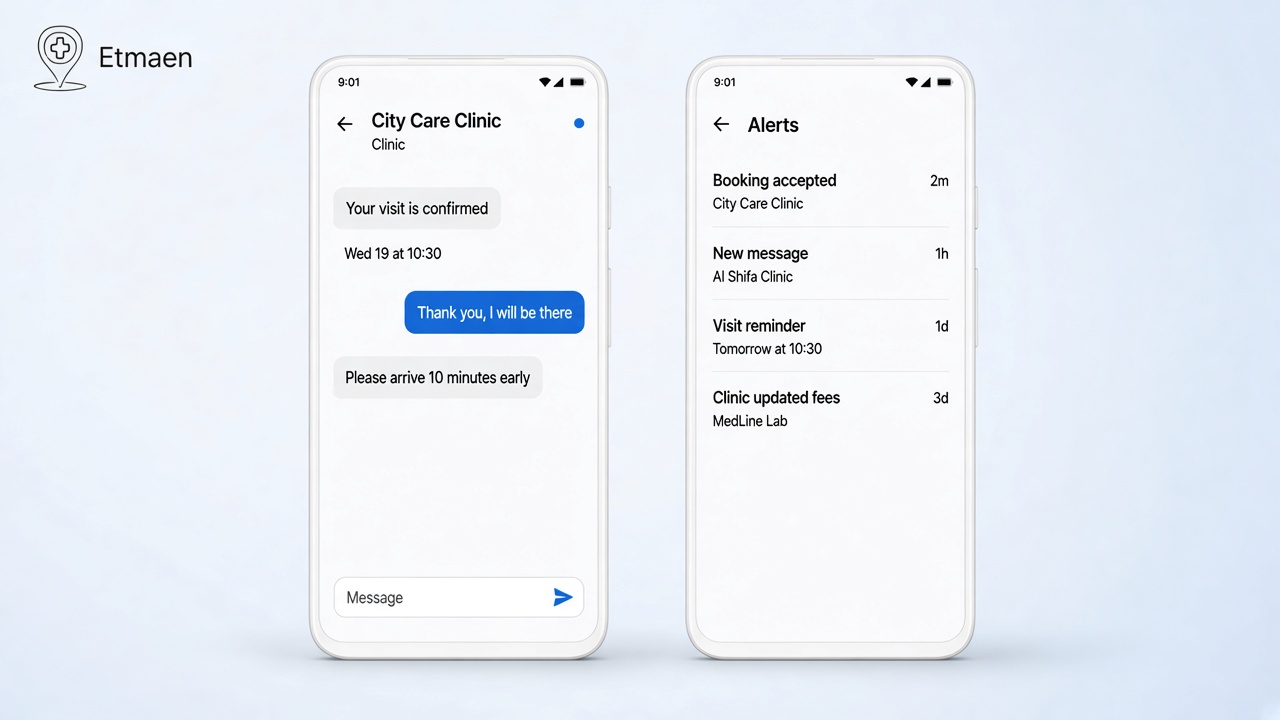 Etmaen
9:01
City Care Clinic
Clinic
Your visit is confirmed
Wed 19 at 10:30
Thank you, I will be there
Please arrive 10 minutes early
Message
9:01
Alerts
Booking accepted 2m
City Care Clinic
New message 1h
Al Shifa Clinic
Visit reminder 1d
Tomorrow at 10:30
Clinic updated fees 3d
MedLine Lab